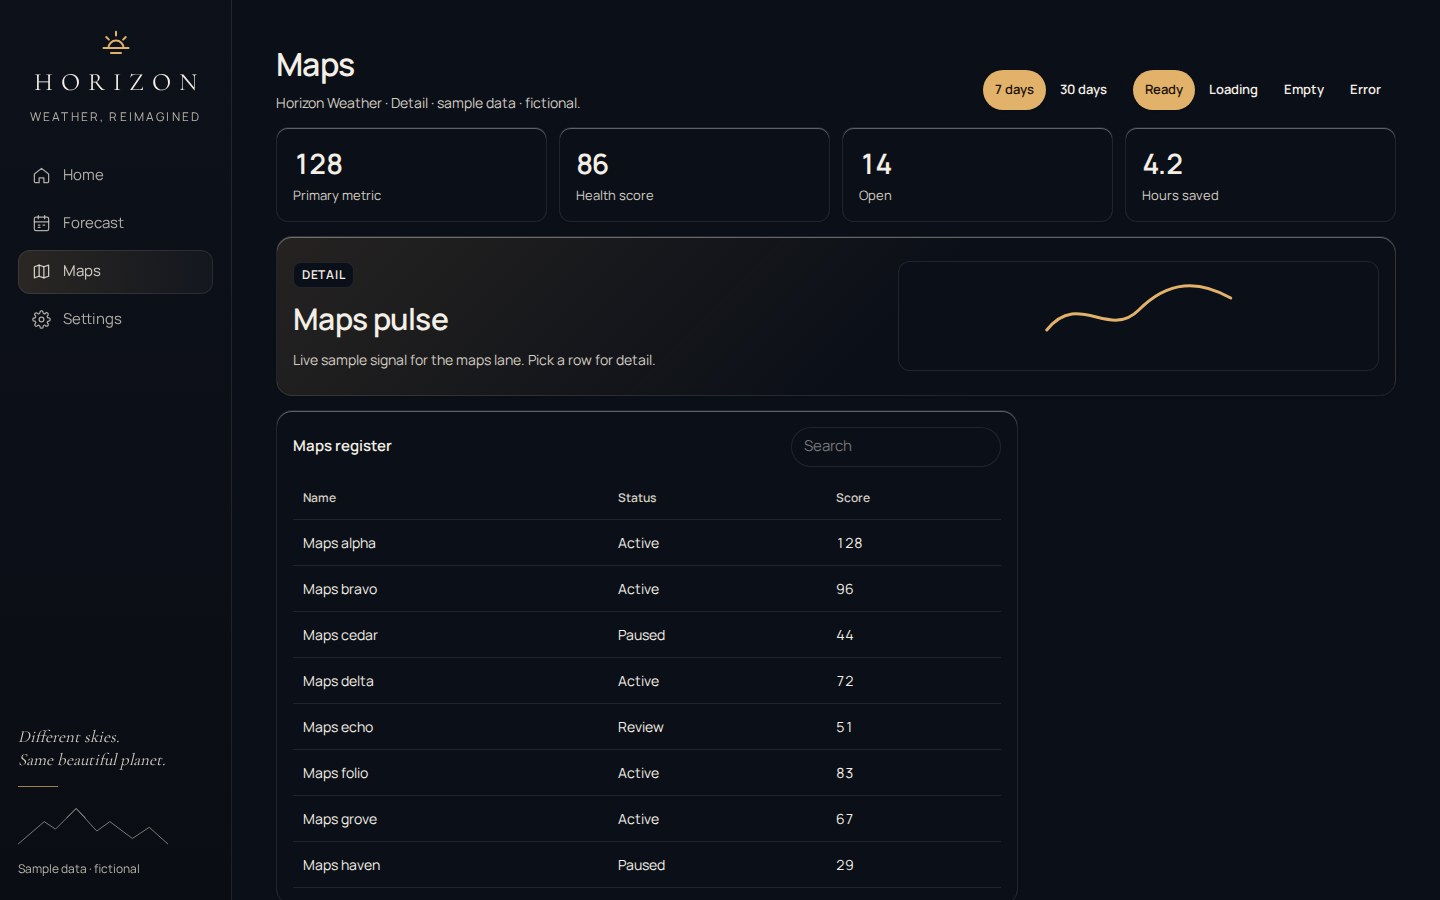 HORIZON
WEATHER, REIMAGINED
Home
Forecast
Maps
Settings
Different skies.
Same beautiful planet.
Sample data · fictional
Maps
Horizon Weather · Detail · sample data · fictional.
7 days 30 days Ready Loading Empty Error
128
Primary metric
86
Health score
14
Open
4.2
Hours saved
DETAIL
Maps pulse
Live sample signal for the maps lane. Pick a row for detail.
Maps register Search
Name Status Score
Maps alpha Active 128
Maps bravo Active 96
Maps cedar Paused 44
Maps delta Active 72
Maps echo Review 51
Maps folio Active 83
Maps grove Active 67
Maps haven Paused 29